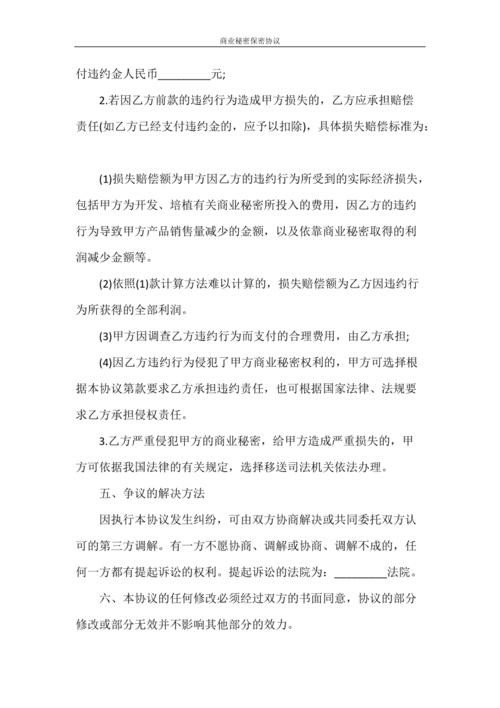 商业秘密保密协议
付违约金人民币_________元;
2.若因乙方前款的违约行为造成甲方损失的，乙方应承担赔偿
责任(如乙方已经支付违约金的，应予以扣除)，具体损失赔偿标准为：
(1)损失赔偿额为甲方因乙方的违约行为所受到的实际经济损失，
包括甲方为开发、培植有关商业秘密所投入的费用，因乙方的违约
行为导致甲方产品销售量减少的金额，以及依靠商业秘密取得的利
润减少金额等。
(2)依照(1)款计算方法难以计算的，损失赔偿额为乙方因违约行
为所获得的全部利润。
(3)甲方因调查乙方违约行为而支付的合理费用，由乙方承担;
(4)因乙方违约行为侵犯了甲方商业秘密权利的，甲方可选择根
据本协议第款要求乙方承担违约责任，也可根据国家法律、法规要
求乙方承担侵权责任。
3.乙方严重侵犯甲方的商业秘密，给甲方造成严重损失的，甲
方可依据我国法律的有关规定，选择移送司法机关依法办理。
五、争议的解决方法
因执行本协议发生纠纷，可由双方协商解决或共同委托双方认
可的第三方调解。有一方不愿协商、调解或协商、调解不成的，任
何一方都有提起诉讼的权利。提起诉讼的法院为：_________法院。
六、本协议的任何修改必须经过双方的书面同意，协议的部分
修改或部分无效并不影响其他部分的效力。